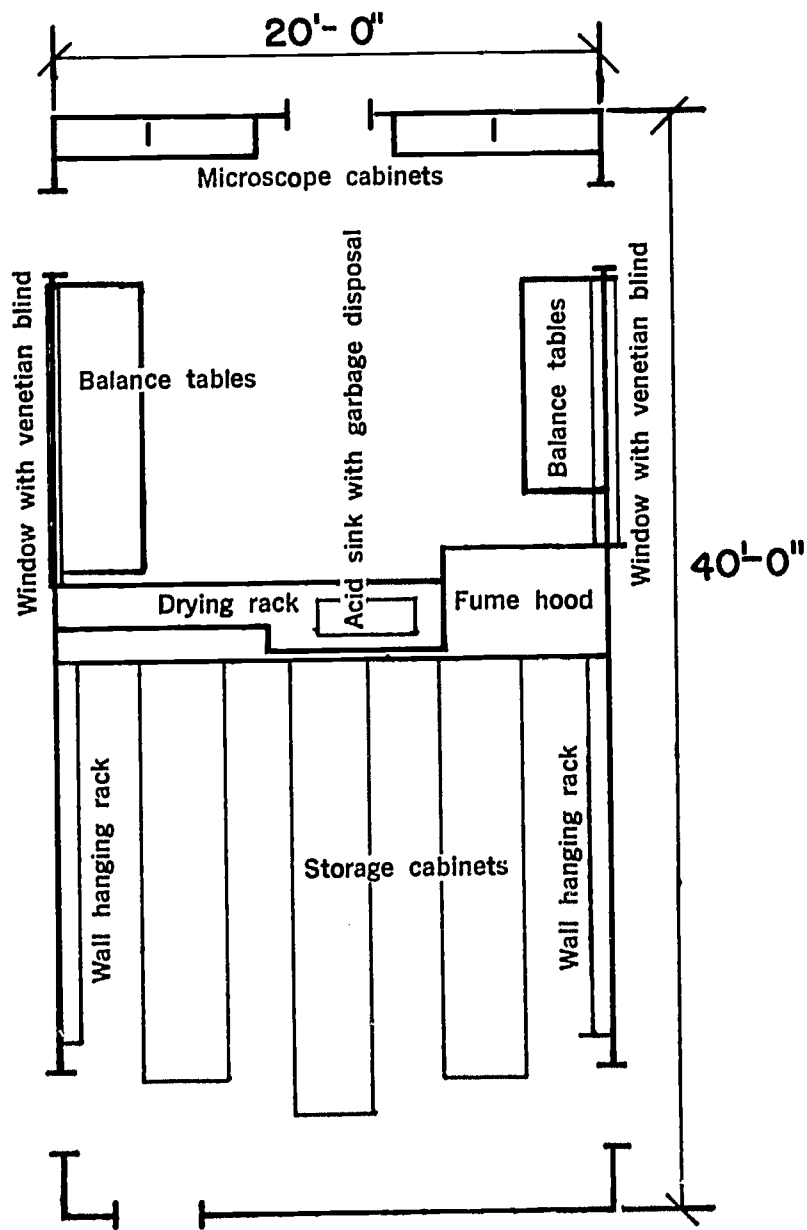 20'-0"
Microscope cabinets
Window with venetian blind
Balance tables
Acid sink with garbage disposal
Balance tables
Window with venetian blind
40'-0"
Drying rack
Fume hood
Wall hanging rack
Storage cabinets
Wall hanging rack